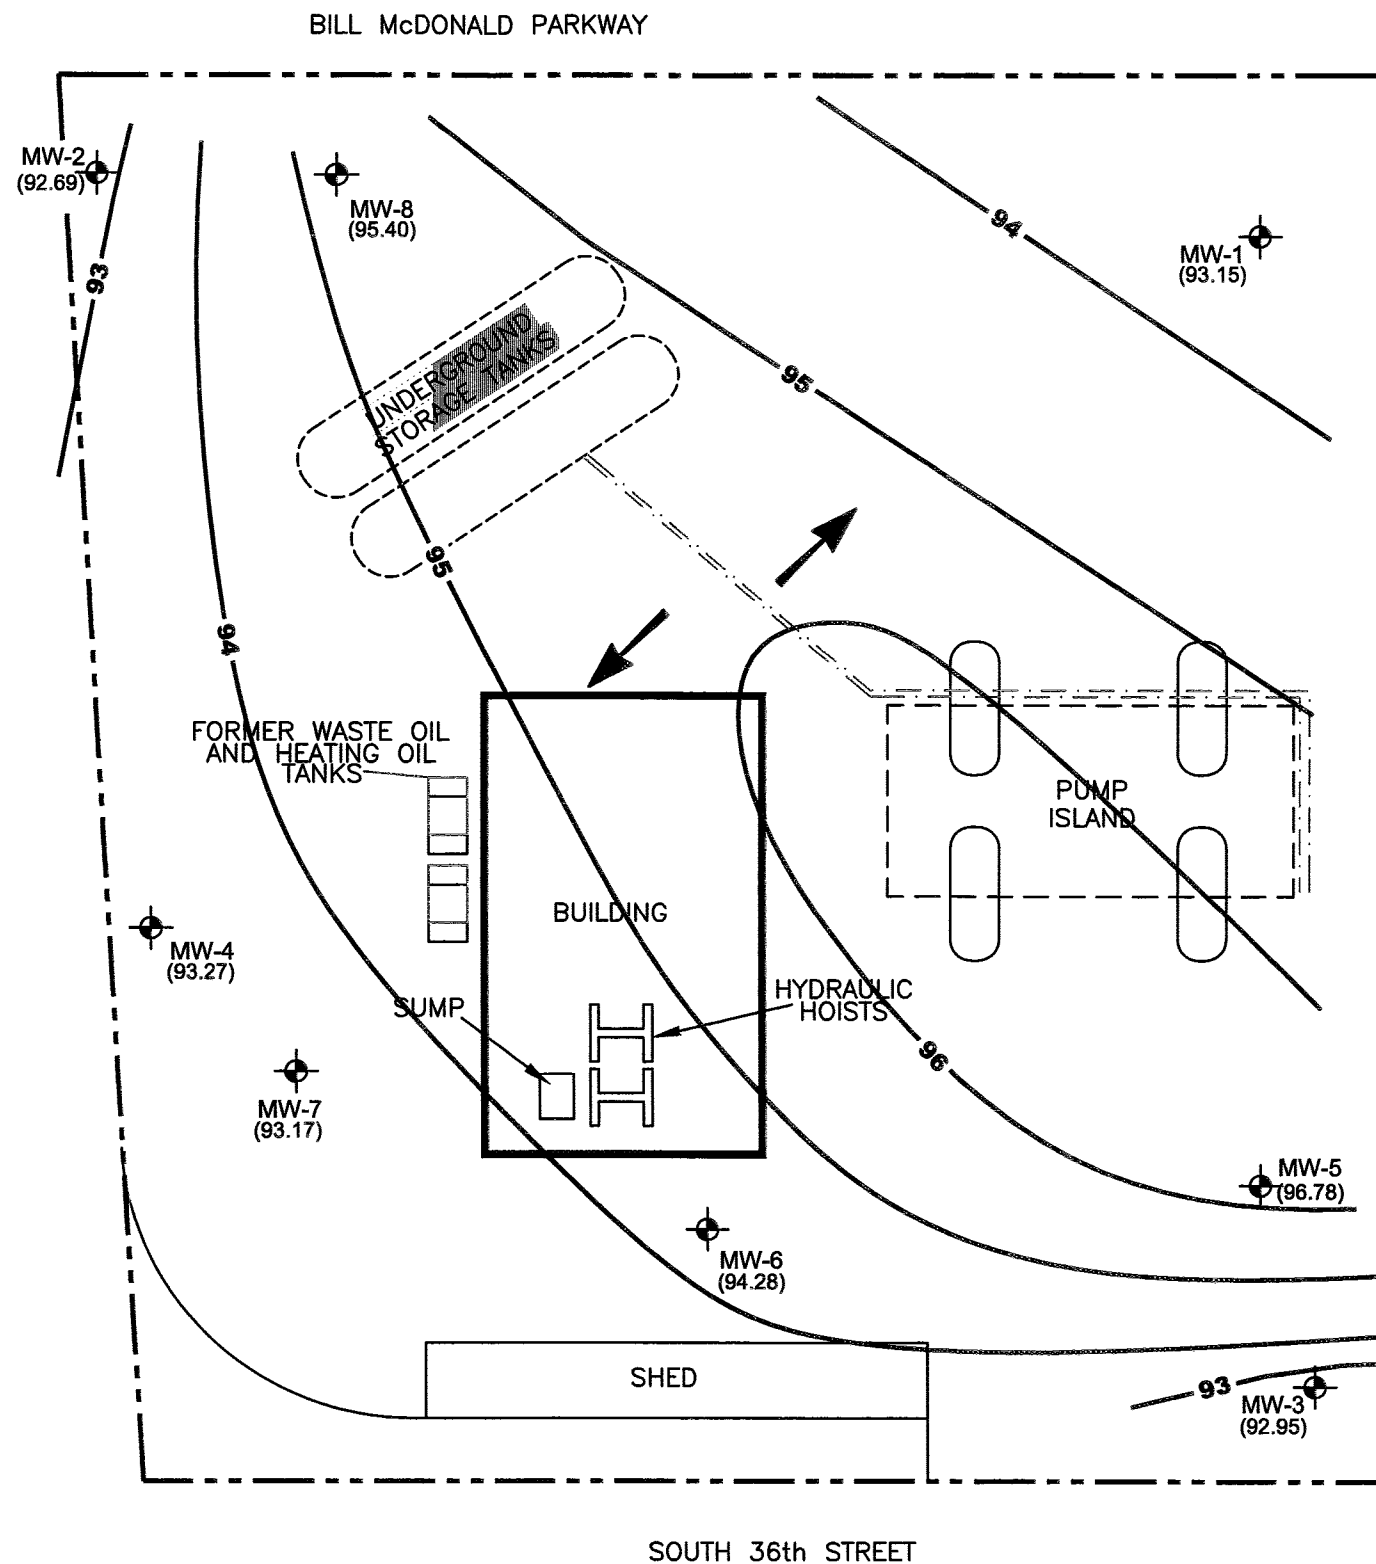 BILL McDONALD PARKWAY
MW-2
(92.69)
MW-8
(95.40)
94
MW-1
(93.15)
93
UNDERGROUND
STORAGE TANKS
95
95
94
FORMER WASTE OIL
AND HEATING OIL
TANKS
PUMP
ISLAND
BUILDING
MW-4
(93.27)
HYDRAULIC
HOISTS
SUMP
96
MW-7
(93.17)
MW-5
(96.78)
MW-6
(94.28)
SHED
93
MW-3
(92.95)
SOUTH 36th STREET